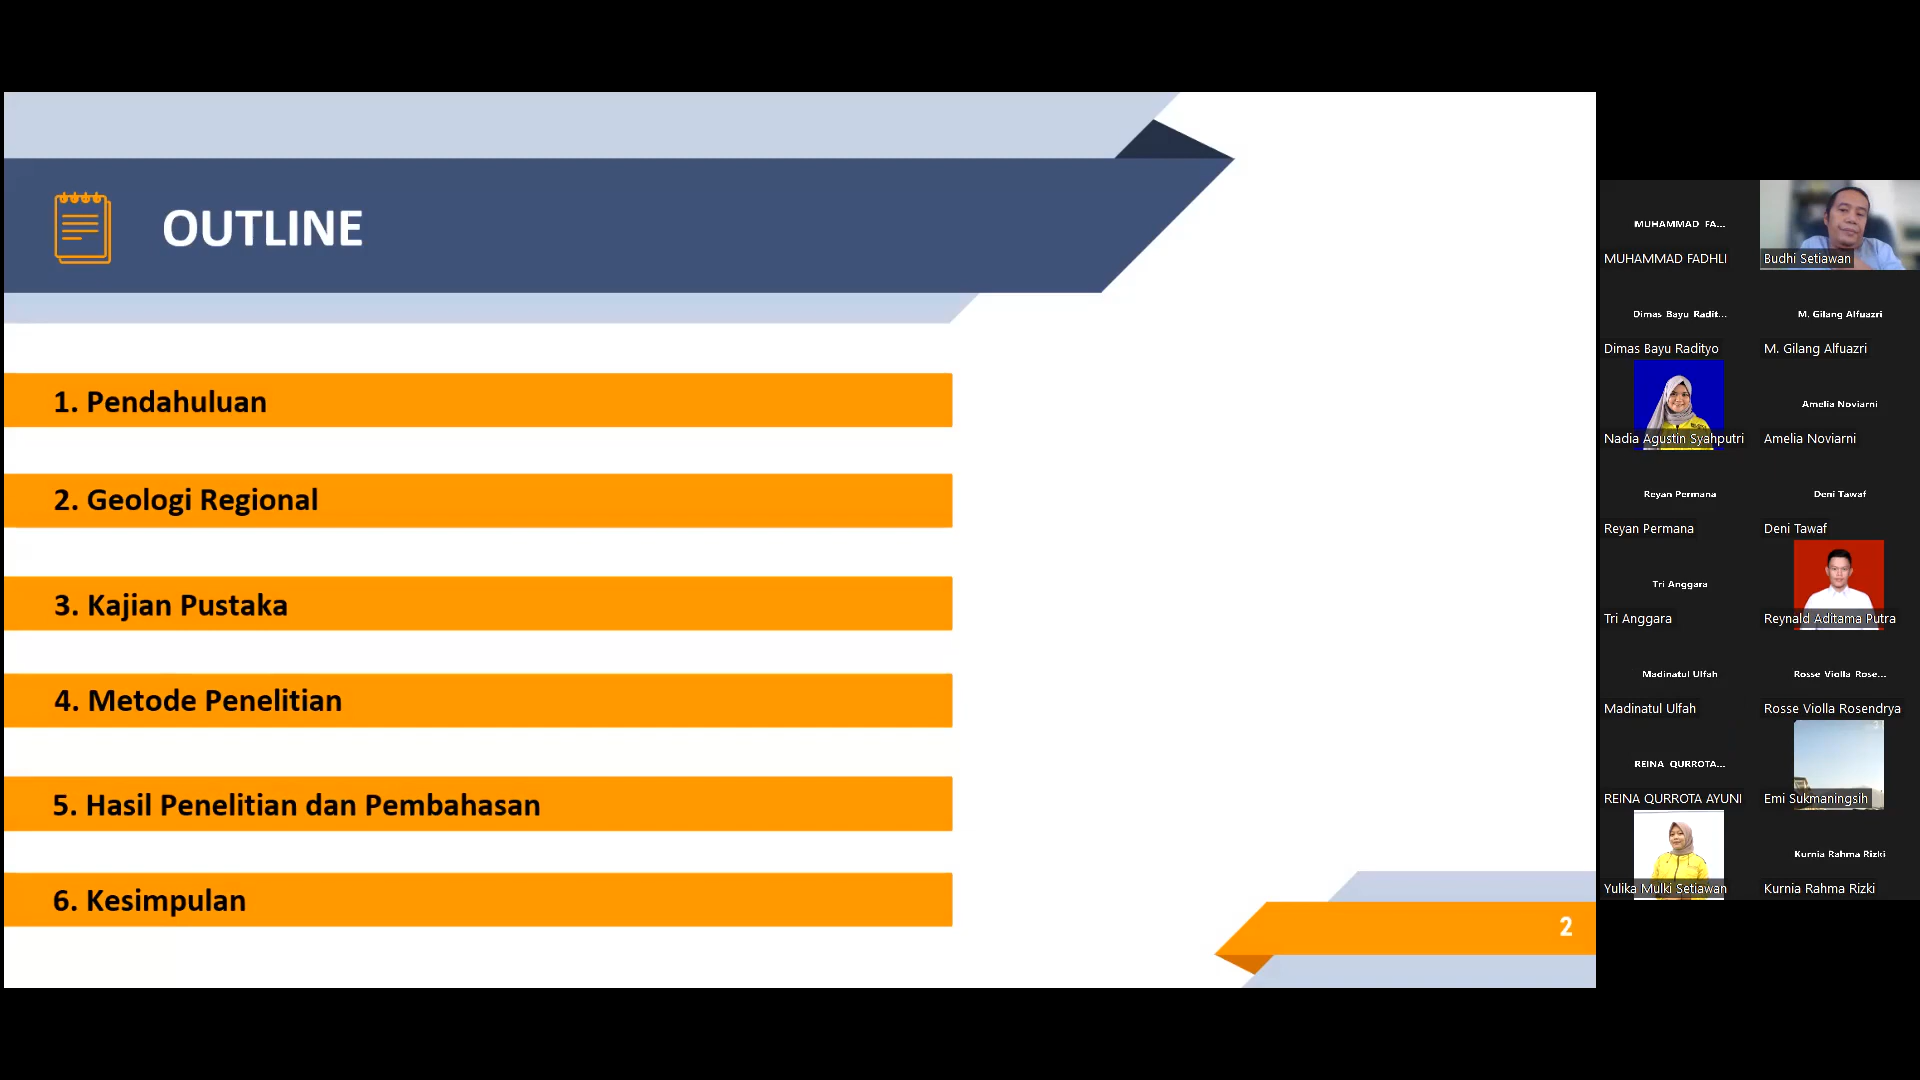 OUTLINE
1. Pendahuluan
2. Geologi Regional
3. Kajian Pustaka
4. Metode Penelitian
5. Hasil Penelitian dan Pembahasan
6. Kesimpulan
2
MUHAMMAD FA...
MUHAMMAD FADHLI
Budhi Setiawan
Dimas Bayu Radit...
Dimas Bayu Radityo
M. Gilang Alfuazri
M. Gilang Alfuazri
Nadia Agustin Syahputri
Amelia Noviarni
Amelia Noviarni
Reyan Permana
Reyan Permana
Deni Tawaf
Deni Tawaf
Tri Anggara
Tri Anggara
Reynald Aditama Putra
Madinatul Ulfah
Madinatul Ulfah
Rosse Violla Rose...
Rosse Violla Rosendrya
REINA QURROTA...
REINA QURROTA AYUNI
Emi Sukmaningsih
Yulika Mulki Setiawan
Kurnia Rahma Rizki
Kurnia Rahma Rizki